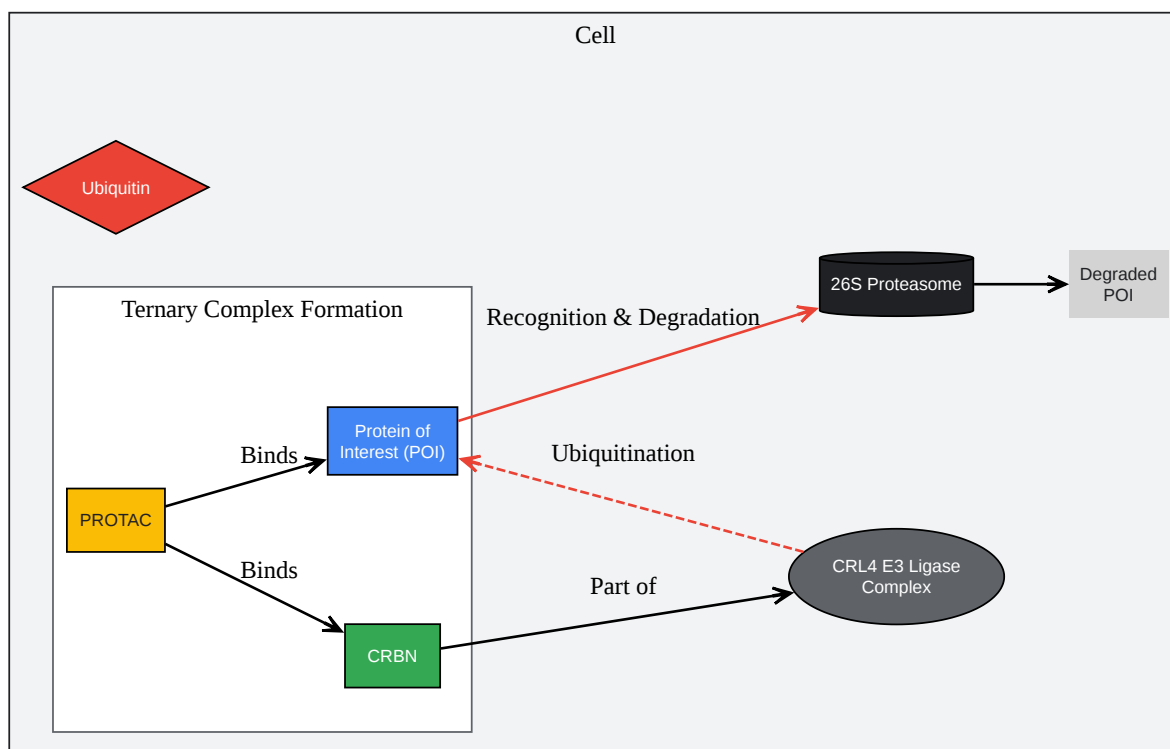 Cell
Ubiquitin
26S Proteasome
Degraded
POI
Ternary Complex Formation
Recognition & Degradation
Protein of
Interest (POI)
Binds
Ubiquitination
PROTAC
Binds
CRL4 E3 Ligase
Complex
Part of
CRBN